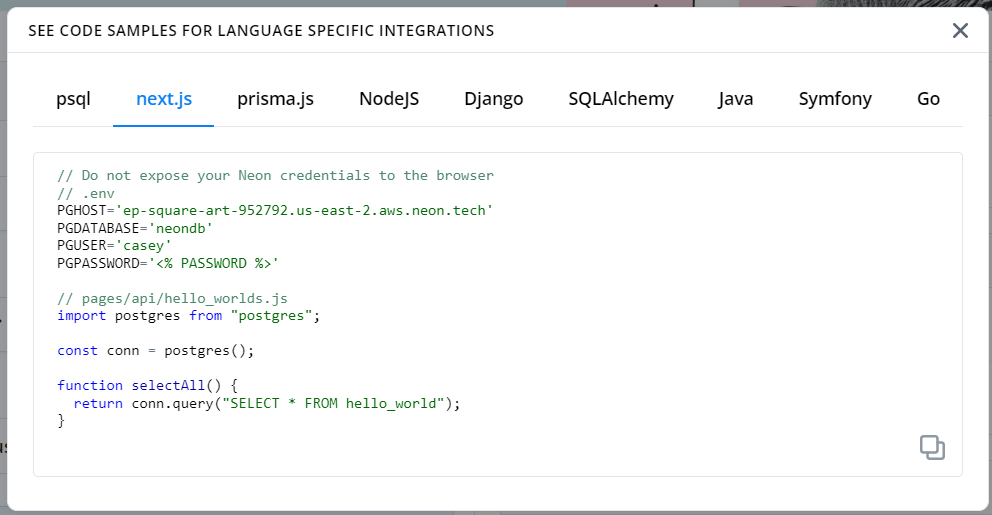 SEE CODE SAMPLES FOR LANGUAGE SPECIFIC INTEGRATIONS
psql next.js prisma.js NodeJS Django SQLAlchemy Java Symfony Go
// Do not expose your Neon credentials to the browser
// .env
PGHOST='ep-square-art-952792.us-east-2.aws.neon.tech'
PGDATABASE='neondb'
PGUSER='casey'
PGPASSWORD='<% PASSWORD %>'
// pages/api/hello_worlds.js
import postgres from "postgres";
const conn = postgres();
function selectAll() {
  return conn.query("SELECT * FROM hello_world");
}